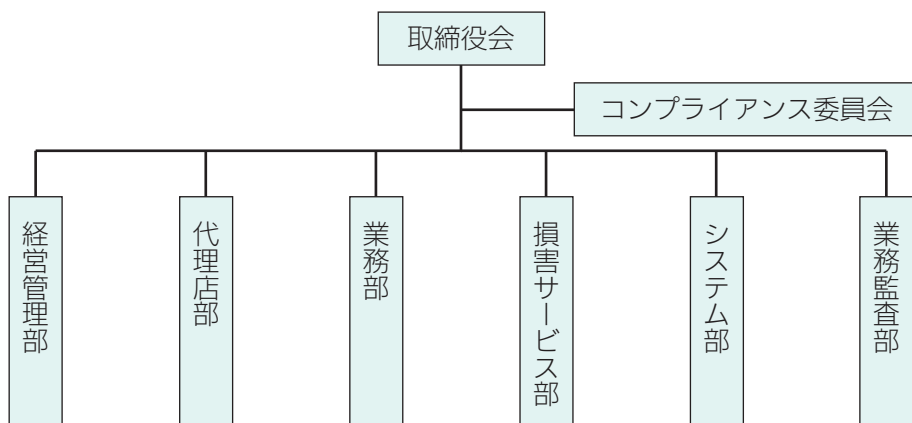 取締役会
コンプライアンス委員会
経営管理部
代理店部
業務部
損害サービス部
システム部
業務監査部